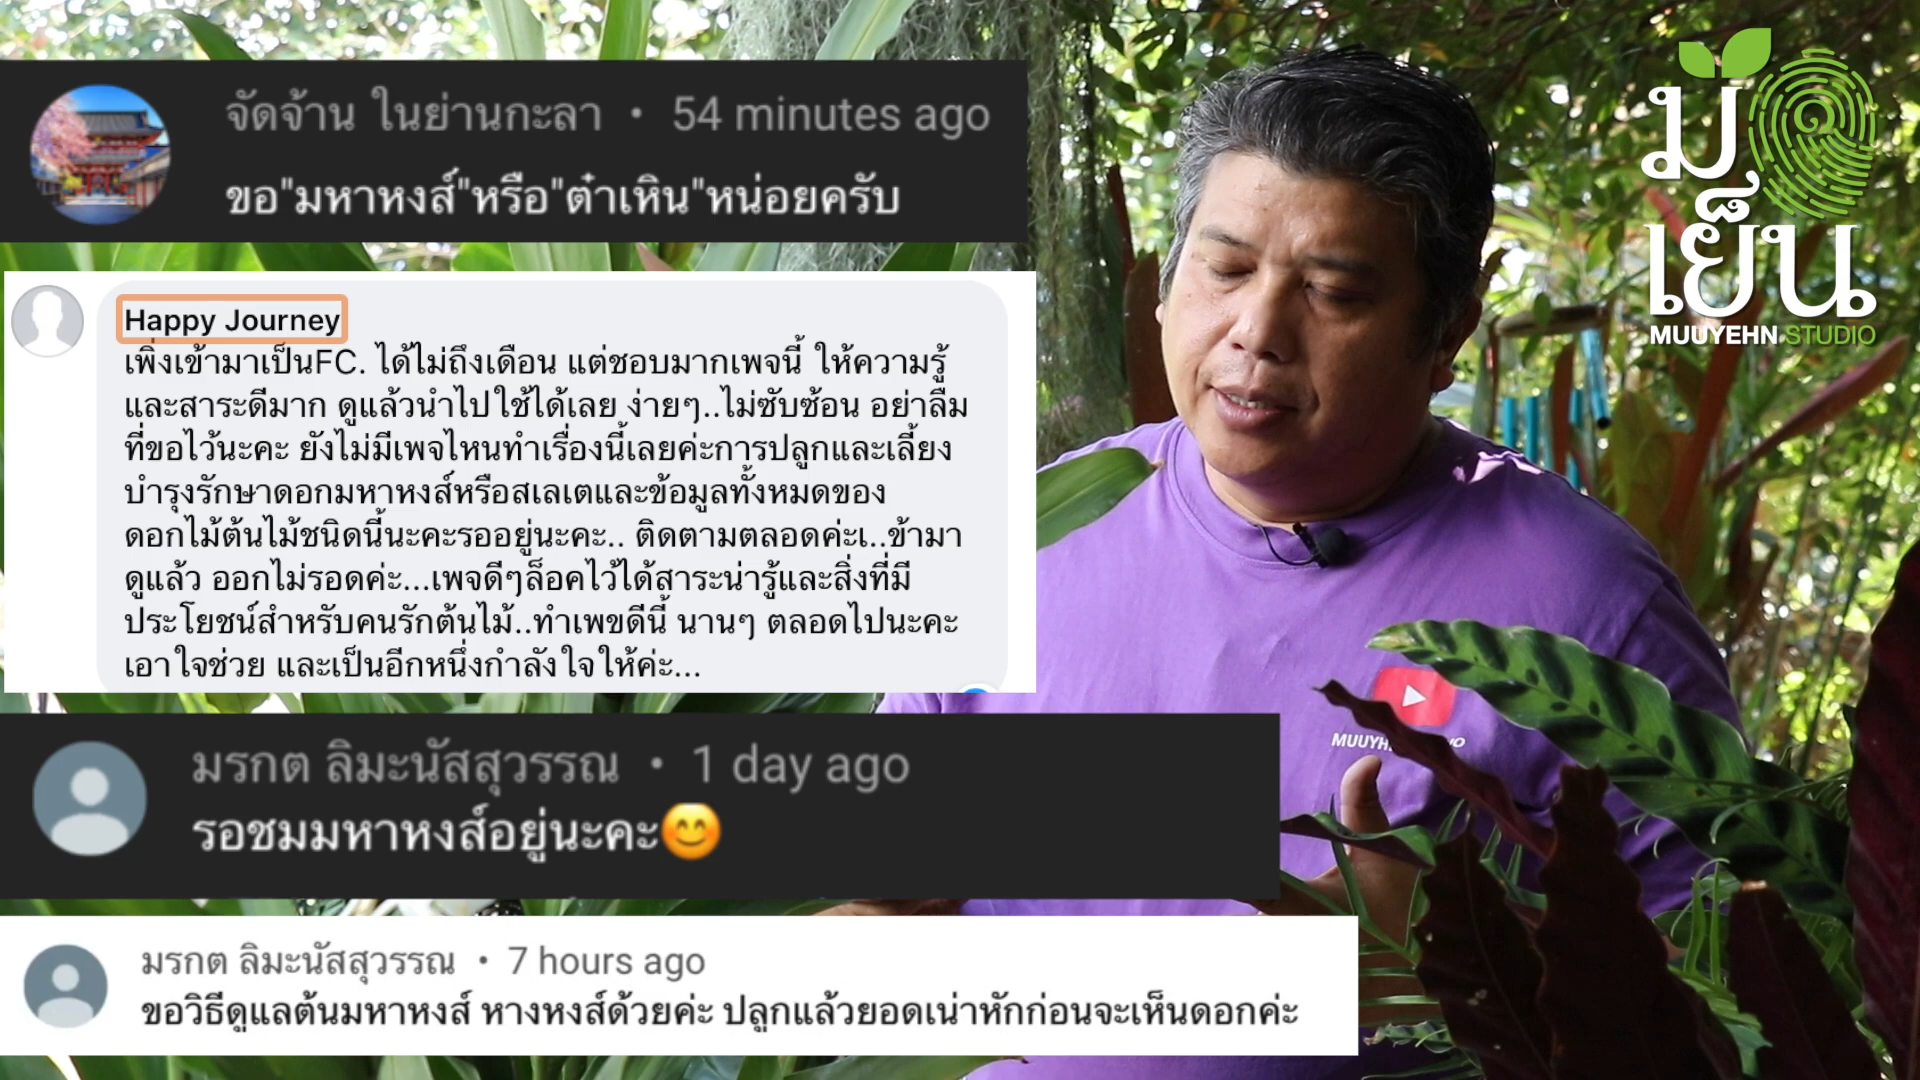 จัดจ้าน ในย่านกะลา • 54 minutes ago
ขอ"มหาหงส์"หรือ"ต๋าเหิน"หน่อยครับ
Happy Journey
เพิ่งเข้ามาเป็นFC. ได้ไม่ถึงเดือน แต่ชอบมากเพจนี้ ให้ความรู้
และสาระดีมาก ดูแล้วนำไปใช้ได้เลย ง่ายๆ..ไม่ซับซ้อน อย่าลืม
ที่ขอไว้นะคะ ยังไม่มีเพจไหนทำเรื่องนี้เลยค่ะการปลูกและเลี้ยง
บำรุงรักษาดอกมหาหงส์หรือสเลเตและข้อมูลทั้งหมดของ
ดอกไม้ต้นไม้ชนิดนี้นะคะรออยู่นะคะ.. ติดตามตลอดค่ะเ..ข้ามา
ดูแล้ว ออกไม่รอดค่ะ...เพจดีๆล็อคไว้ได้สาระน่ารู้และสิ่งที่มี
ประโยชน์สำหรับคนรักต้นไม้..ทำเพขดีนี้ นานๆ ตลอดไปนะคะ
เอาใจช่วย และเป็นอีกหนึ่งกำลังใจให้ค่ะ...
มรกต ลิมะนัสสุวรรณ • 1 day ago
รอชมมหาหงส์อยู่นะคะ😊
มรกต ลิมะนัสสุวรรณ • 7 hours ago
ขอวิธีดูแลต้นมหาหงส์ หางหงส์ด้วยค่ะ ปลูกแล้วยอดเน่าหักก่อนจะเห็นดอกค่ะ
มือ
เย็น
MUUYEHN STUDIO